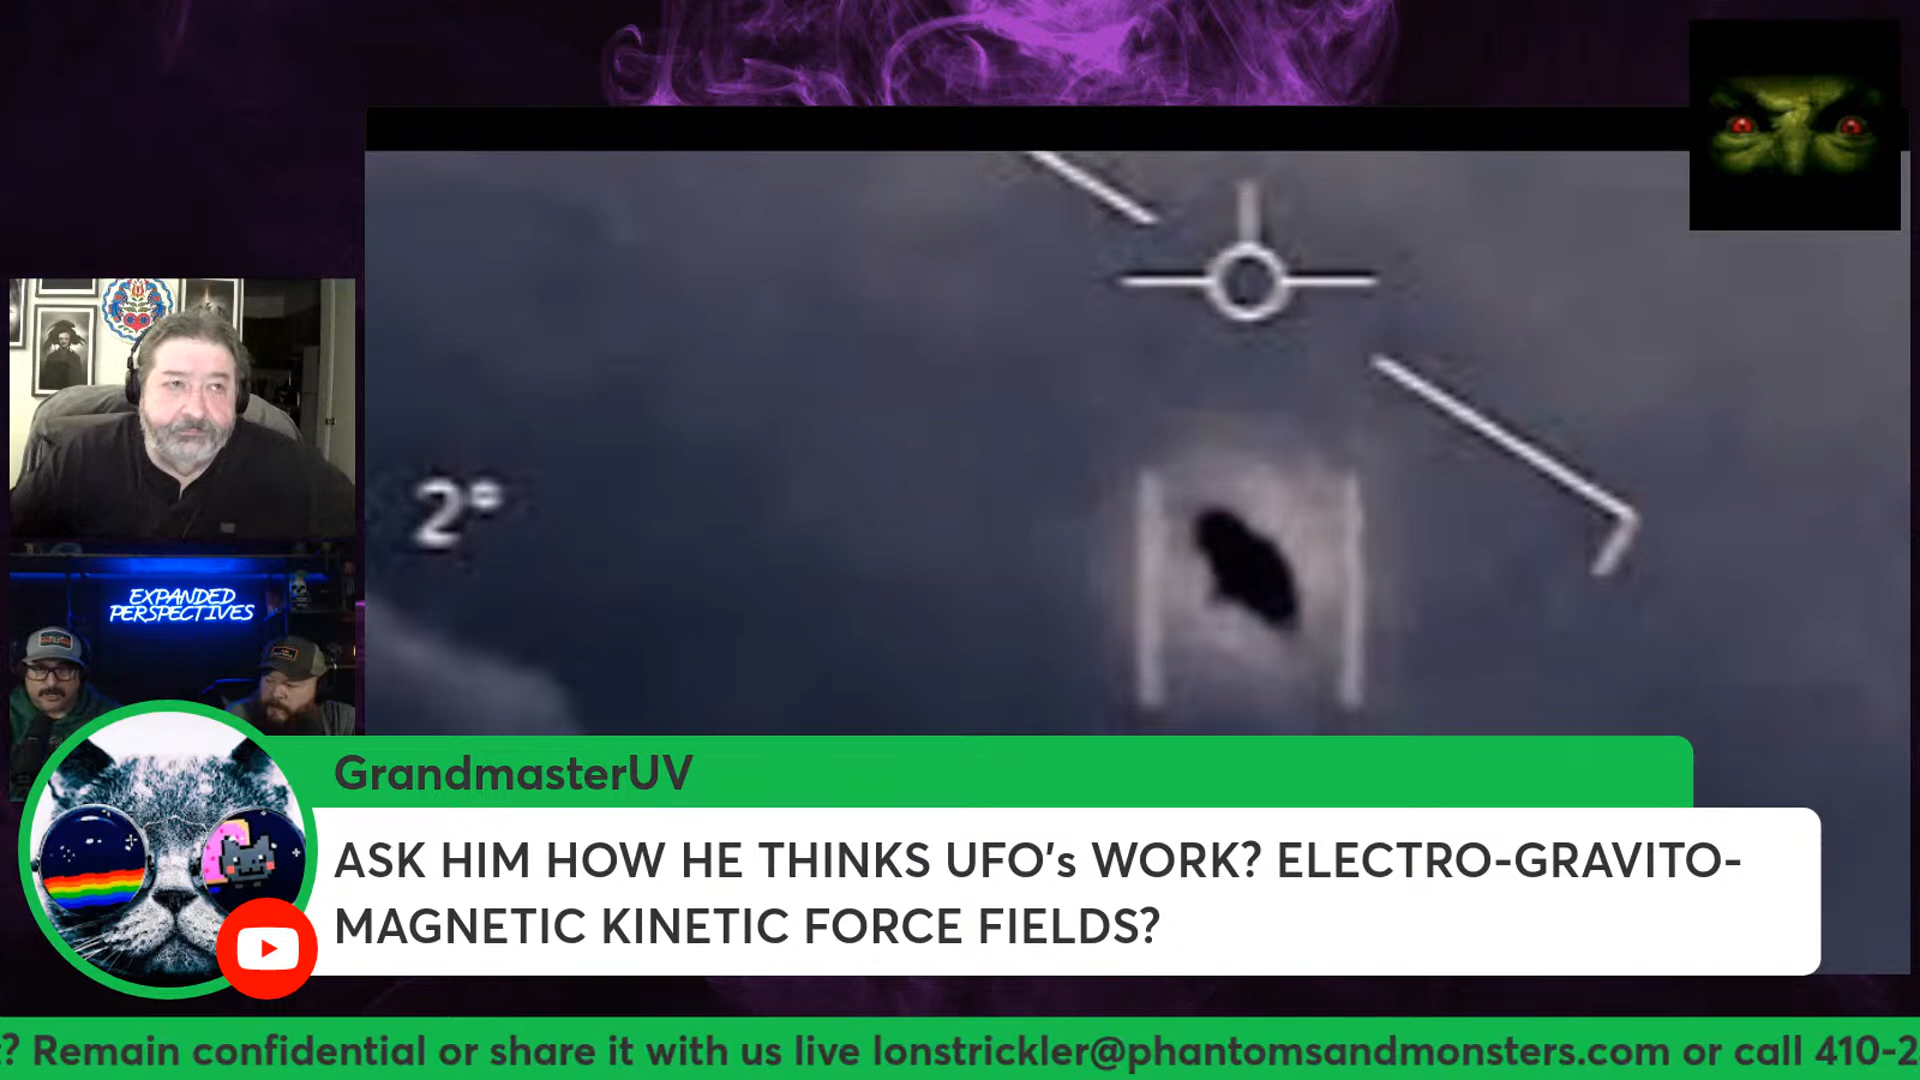 2°
EXPANDED
PERSPECTIVES
GrandmasterUV
ASK HIM HOW HE THINKS UFO's WORK? ELECTRO-GRAVITO-
MAGNETIC KINETIC FORCE FIELDS?
? Remain confidential or share it with us live lonstrickler@phantomsandmonsters.com or call 410-2